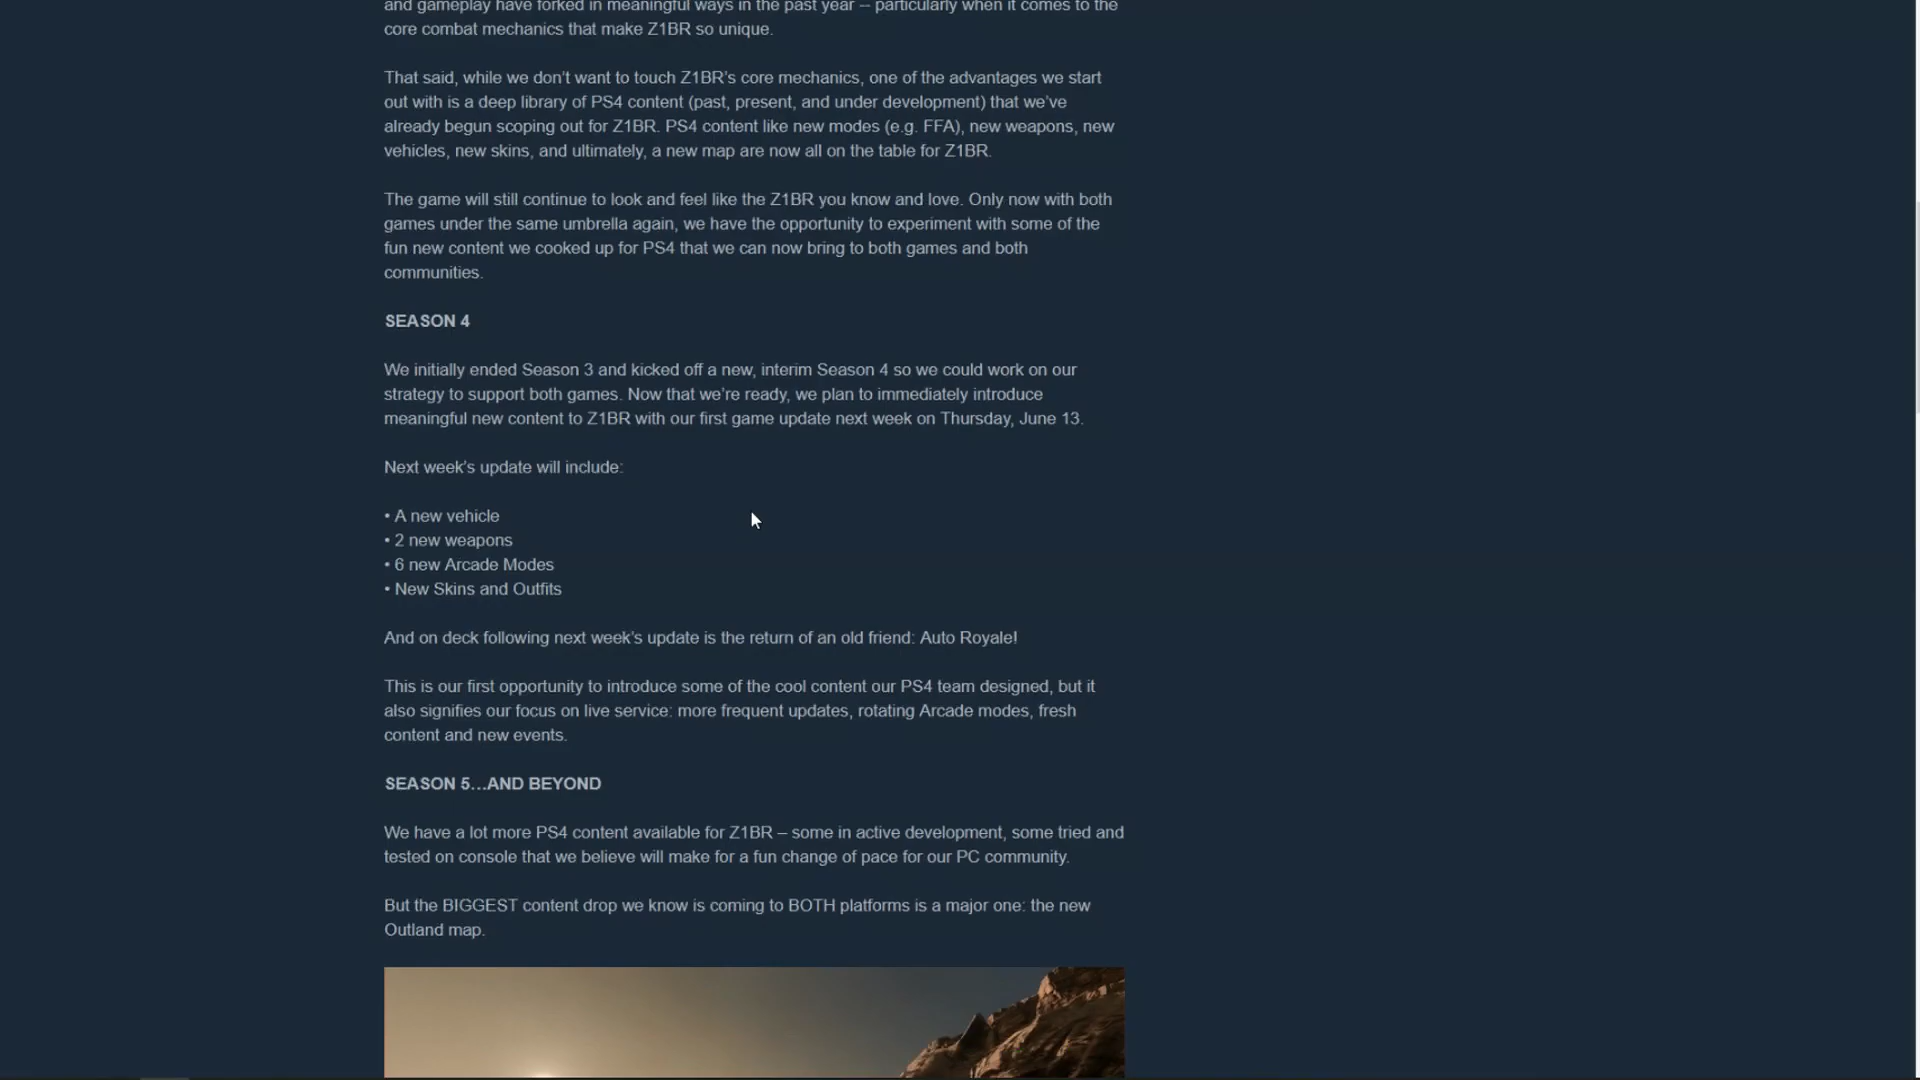 and gameplay have forked in meaningful ways in the past year -- particularly when it comes to the
core combat mechanics that make Z1BR so unique.
That said, while we don’t want to touch Z1BR’s core mechanics, one of the advantages we start
out with is a deep library of PS4 content (past, present, and under development) that we’ve
already begun scoping out for Z1BR. PS4 content like new modes (e.g. FFA), new weapons, new
vehicles, new skins, and ultimately, a new map are now all on the table for Z1BR.
The game will still continue to look and feel like the Z1BR you know and love. Only now with both
games under the same umbrella again, we have the opportunity to experiment with some of the
fun new content we cooked up for PS4 that we can now bring to both games and both
communities.
SEASON 4
We initially ended Season 3 and kicked off a new, interim Season 4 so we could work on our
strategy to support both games. Now that we’re ready, we plan to immediately introduce
meaningful new content to Z1BR with our first game update next week on Thursday, June 13.
Next week’s update will include:
• A new vehicle
• 2 new weapons
• 6 new Arcade Modes
• New Skins and Outfits
And on deck following next week’s update is the return of an old friend: Auto Royale!
This is our first opportunity to introduce some of the cool content our PS4 team designed, but it
also signifies our focus on live service: more frequent updates, rotating Arcade modes, fresh
content and new events.
SEASON 5…AND BEYOND
We have a lot more PS4 content available for Z1BR – some in active development, some tried and
tested on console that we believe will make for a fun change of pace for our PC community.
But the BIGGEST content drop we know is coming to BOTH platforms is a major one: the new
Outland map.